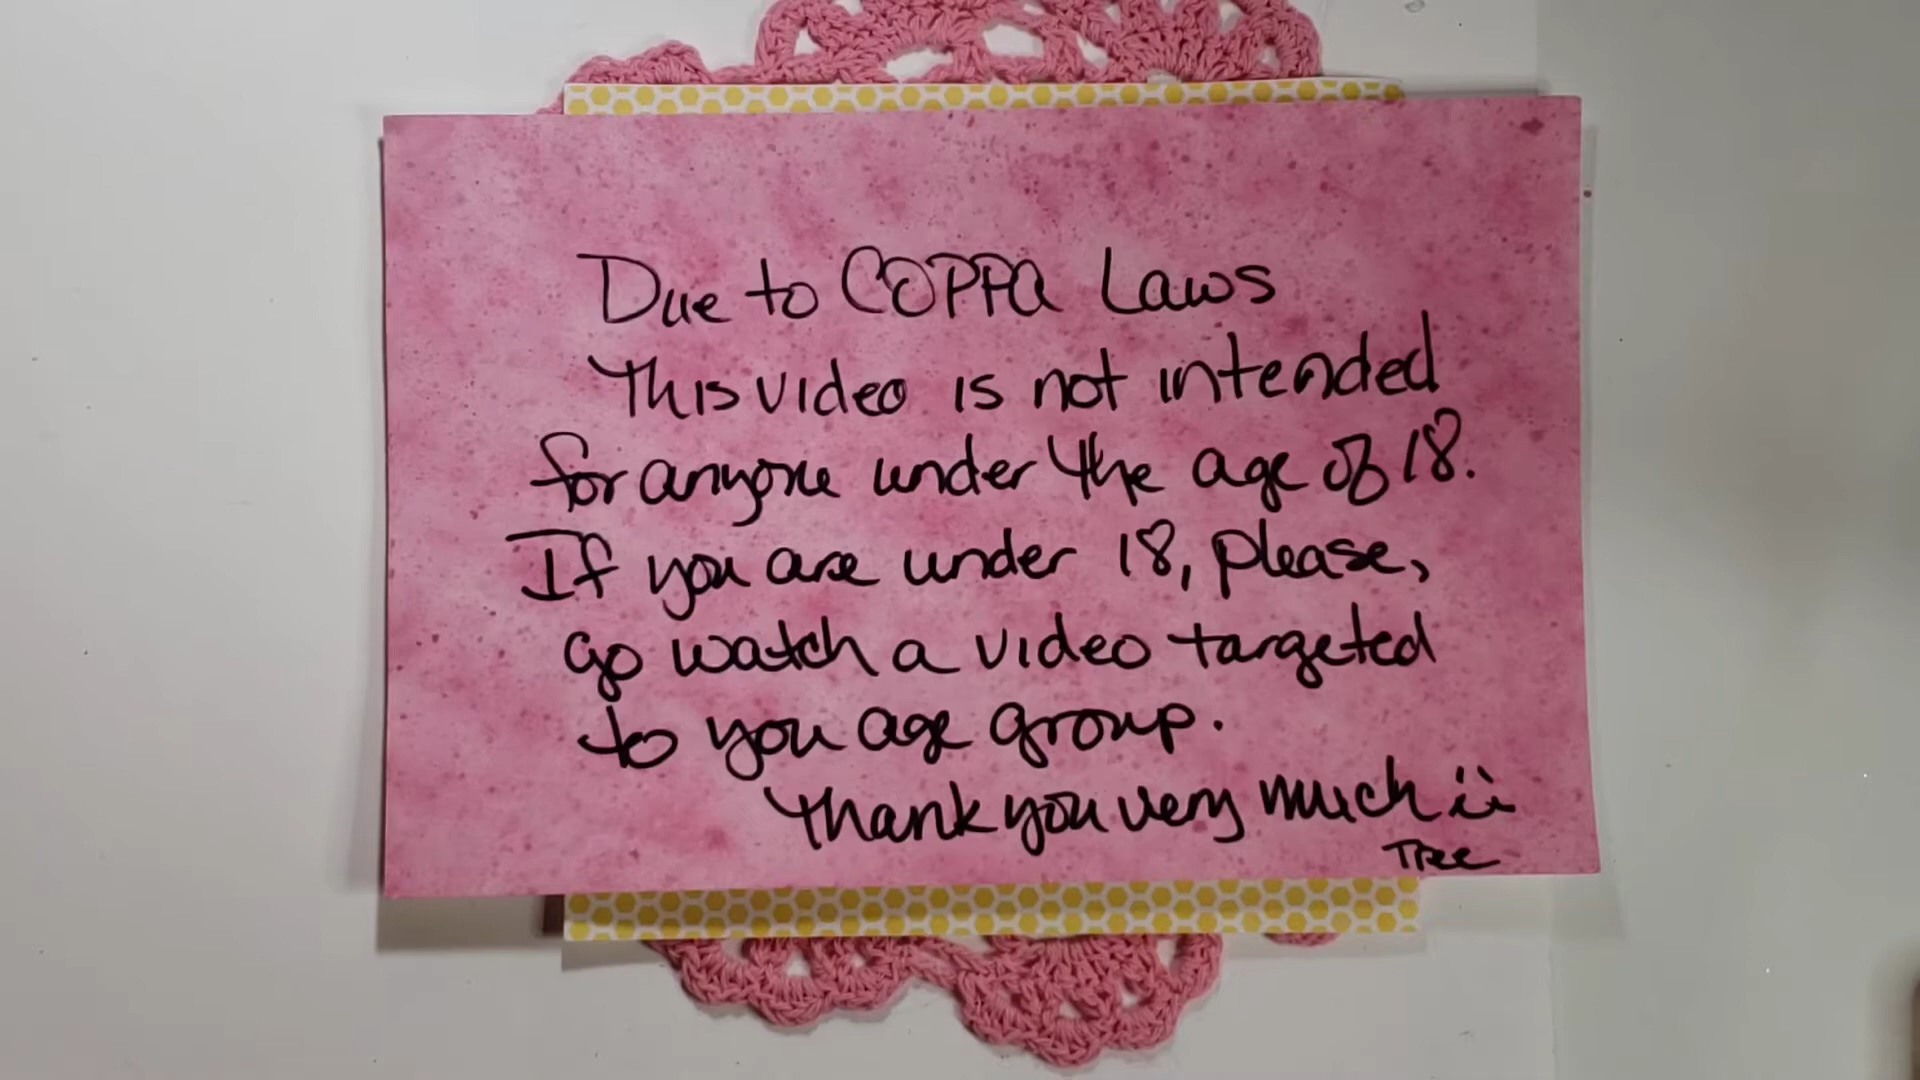 Due to COPPA Laws
This video is not intended
for anyone under the age of 18.
If you are under 18, please,
go watch a video targeted
to you age group.
Thank you very much ü
Tree